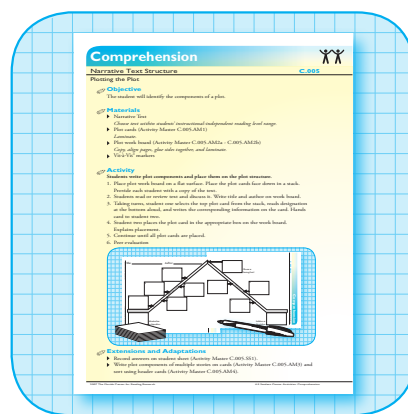 Comprehension
Narrative Text Structure C.005
Plotting the Plot
Objective
The student will identify the components of a plot.
Materials
Narrative Text
Choose text within students' instructional-independent reading level range.
Plot cards (Activity Master C.005.AM1)
Laminate.
Plot work board (Activity Master C.005.AM2a - C.005.AM2b)
Copy, align pages, glue sides together, and laminate.
Vis-à-Vis® markers
Activity
Students write plot components and place them on the plot structure.
1. Place plot work board on a flat surface. Place the plot cards face down in a stack.
Provide each student with a copy of the text.
2. Students read or review text and discuss it. Write title and author on work board.
3. Taking turns, student one selects the top plot card from the stack, reads designation
at the bottom aloud, and writes the corresponding information on the card. Hands
card to student two.
4. Student two places the plot card in the appropriate box on the work board.
Explains placement.
5. Continue until all plot cards are placed.
6. Peer evaluation
Extensions and Adaptations
Record answers on student sheet (Activity Master C.005.SS1).
Write plot components of multiple stories on cards (Activity Master C.005.AM3) and
sort using header cards (Activity Master C.005.AM4).